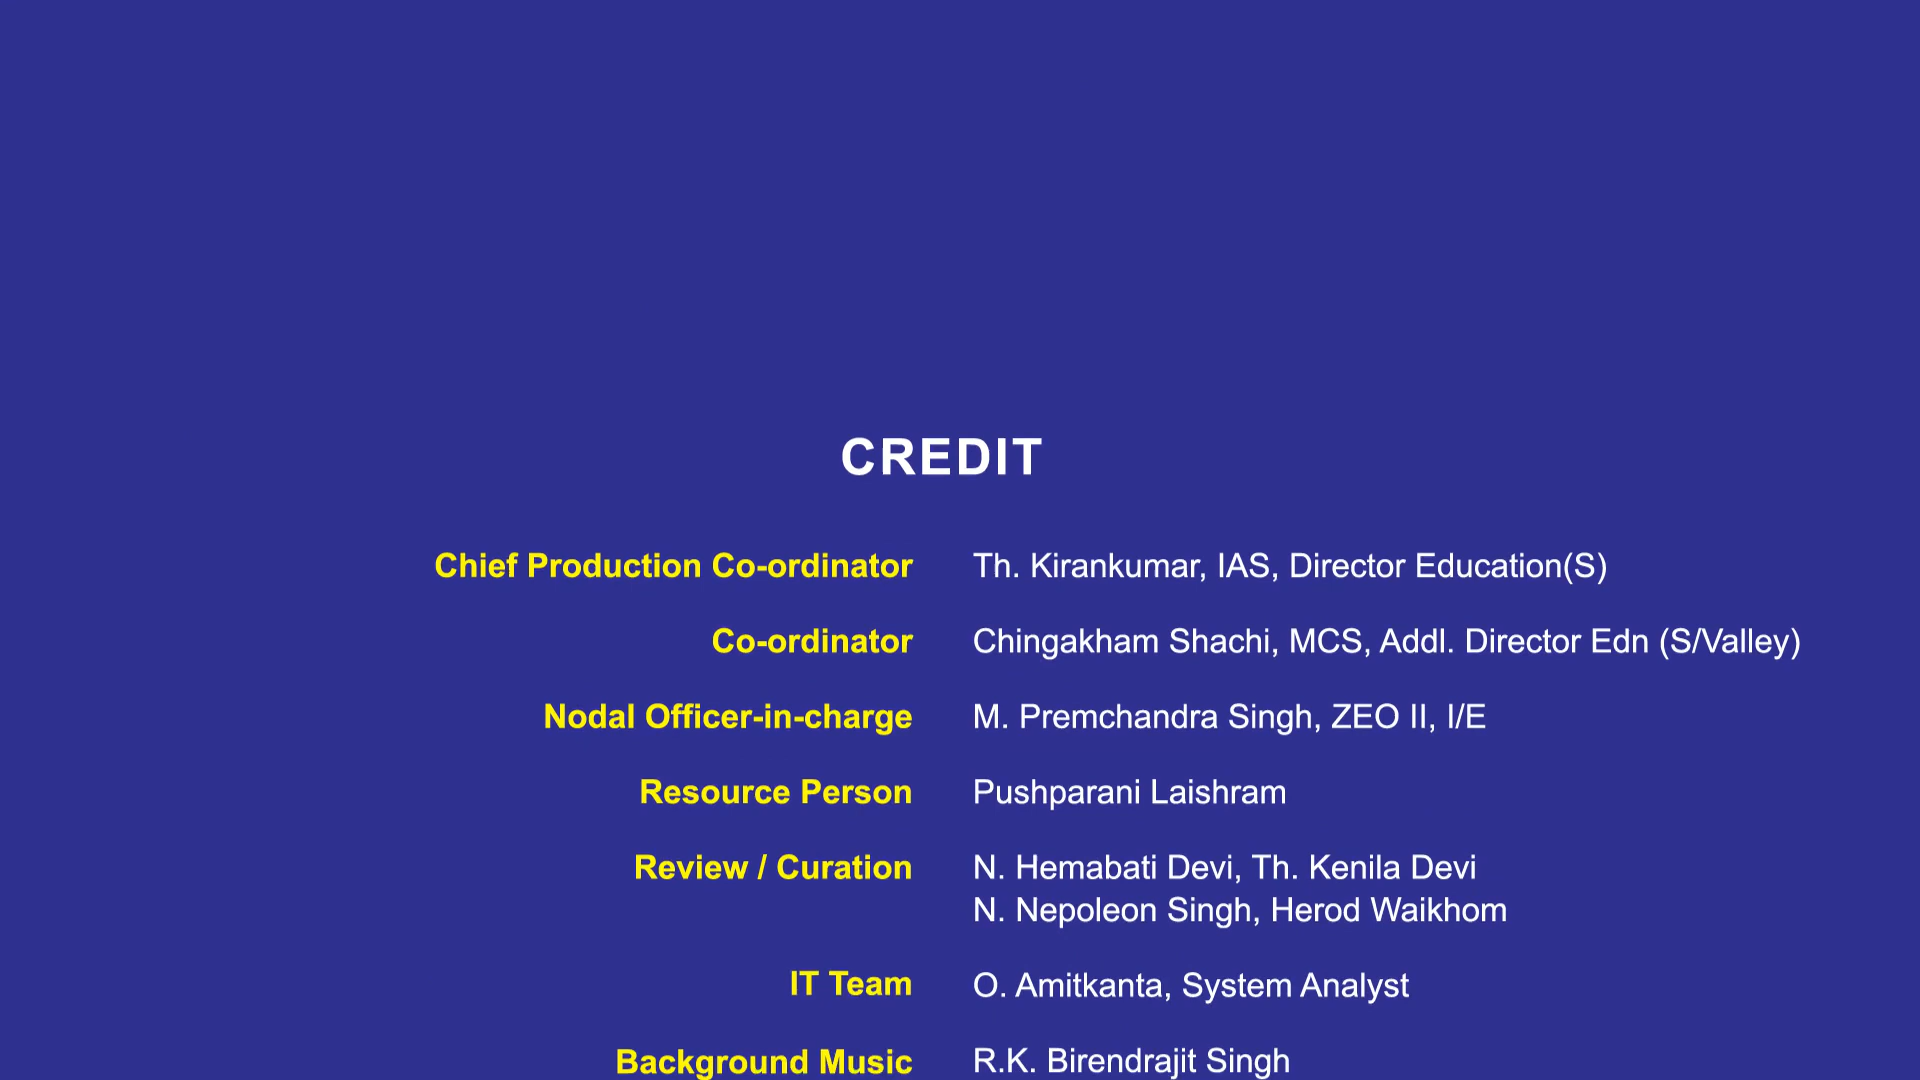 CREDIT
Chief Production Co-ordinator Th. Kirankumar, IAS, Director Education(S)
Co-ordinator Chingakham Shachi, MCS, Addl. Director Edn (S/Valley)
Nodal Officer-in-charge M. Premchandra Singh, ZEO II, I/E
Resource Person Pushparani Laishram
Review / Curation N. Hemabati Devi, Th. Kenila Devi
N. Nepoleon Singh, Herod Waikhom
IT Team O. Amitkanta, System Analyst
Background Music R.K. Birendrajit Singh